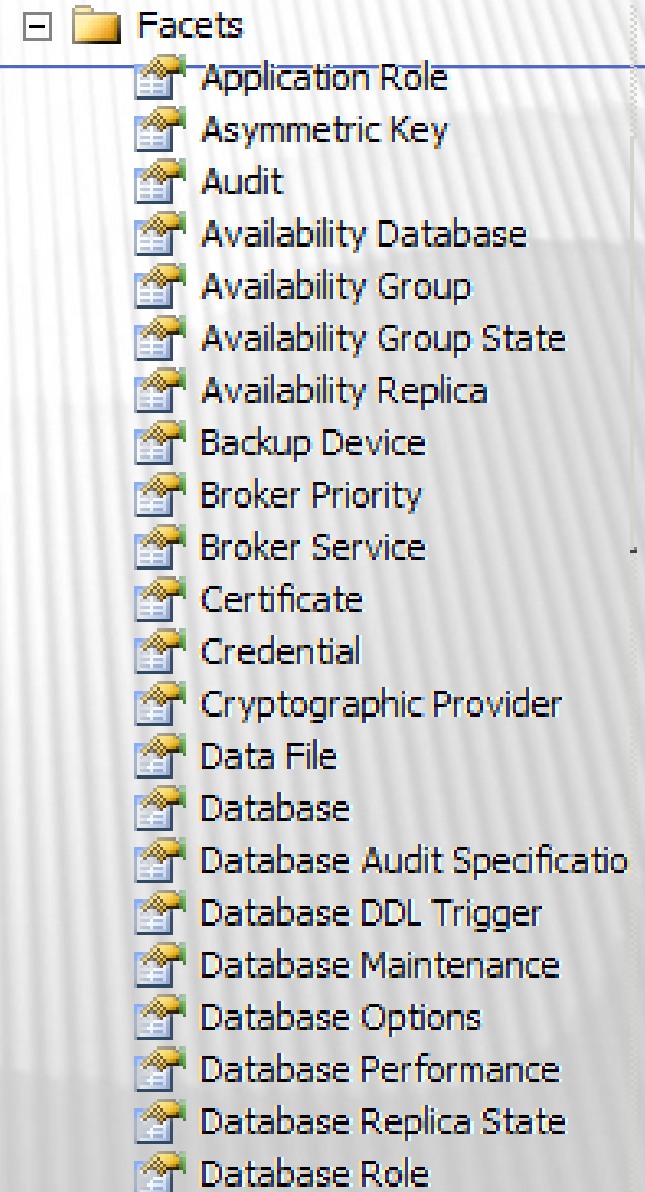 Facets
Application Role
Asymmetric Key
Audit
Availability Database
Availability Group
Availability Group State
Availability Replica
Backup Device
Broker Priority
Broker Service
Certificate
Credential
Cryptographic Provider
Data File
Database
Database Audit Specificatio
Database DDL Trigger
Database Maintenance
Database Options
Database Performance
Database Replica State
Database Role